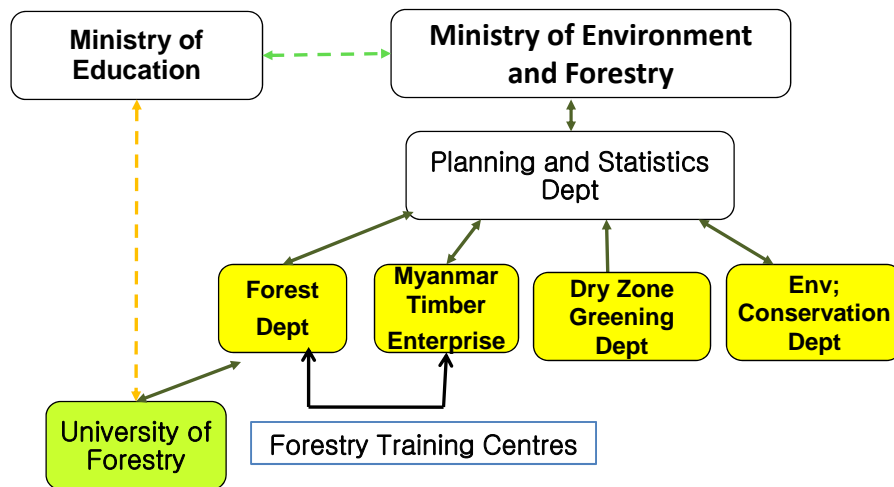 Ministry of
Education
Ministry of Environment
and Forestry
Planning and Statistics
Dept
Forest
Dept
Myanmar
Timber
Enterprise
Dry Zone
Greening
Dept
Env;
Conservation
Dept
University of
Forestry
Forestry Training Centres